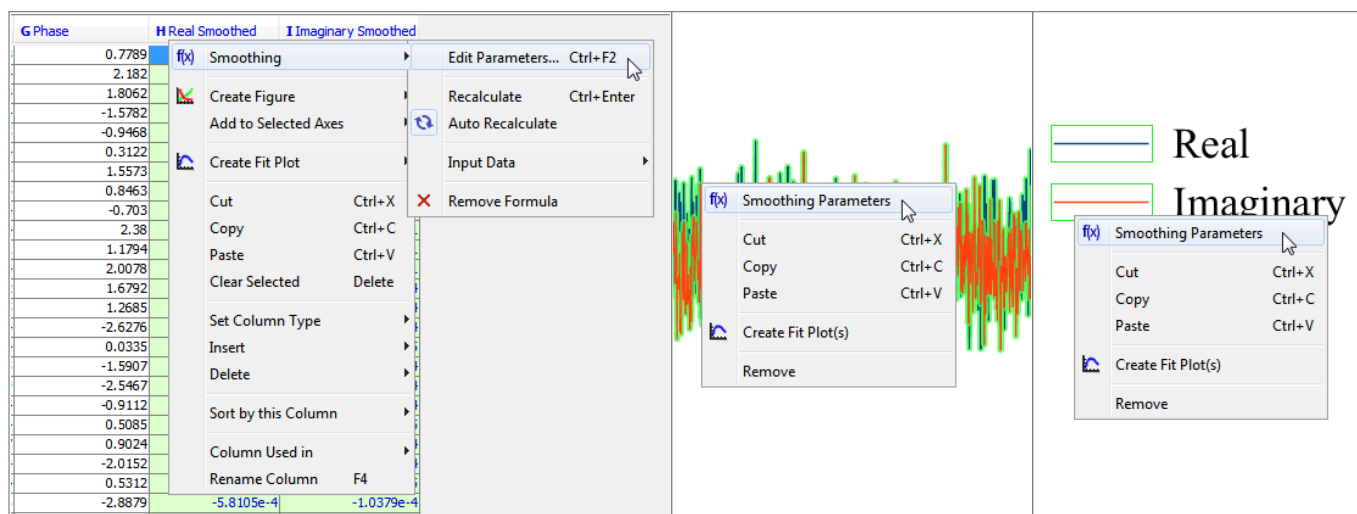 G Phase H Real Smoothed I Imaginary Smoothed
0.7789
2.182
1.8062
-1.5782
-0.9468
0.3122
1.5573
0.8463
-0.703
2.38
1.1794
2.0078
1.6792
1.2685
-2.6276
0.0335
-1.5907
-2.5467
-0.9112
0.5085
0.9024
-2.0152
0.5312
-2.8879 -5.8105e-4 -1.0379e-4
f(x) Smoothing
Create Figure
Add to Selected Axes
Create Fit Plot
Cut Ctrl+X
Copy Ctrl+C
Paste Ctrl+V
Clear Selected Delete
Set Column Type
Insert
Delete
Sort by this Column
Column Used in
Rename Column F4
Edit Parameters... Ctrl+F2
Recalculate Ctrl+Enter
Auto Recalculate
Input Data
Remove Formula
f(x) Smoothing Parameters
Cut Ctrl+X
Copy Ctrl+C
Paste Ctrl+V
Create Fit Plot(s)
Remove
Real
Imaginary
f(x) Smoothing Parameters
Cut Ctrl+X
Copy Ctrl+C
Paste Ctrl+V
Create Fit Plot(s)
Remove